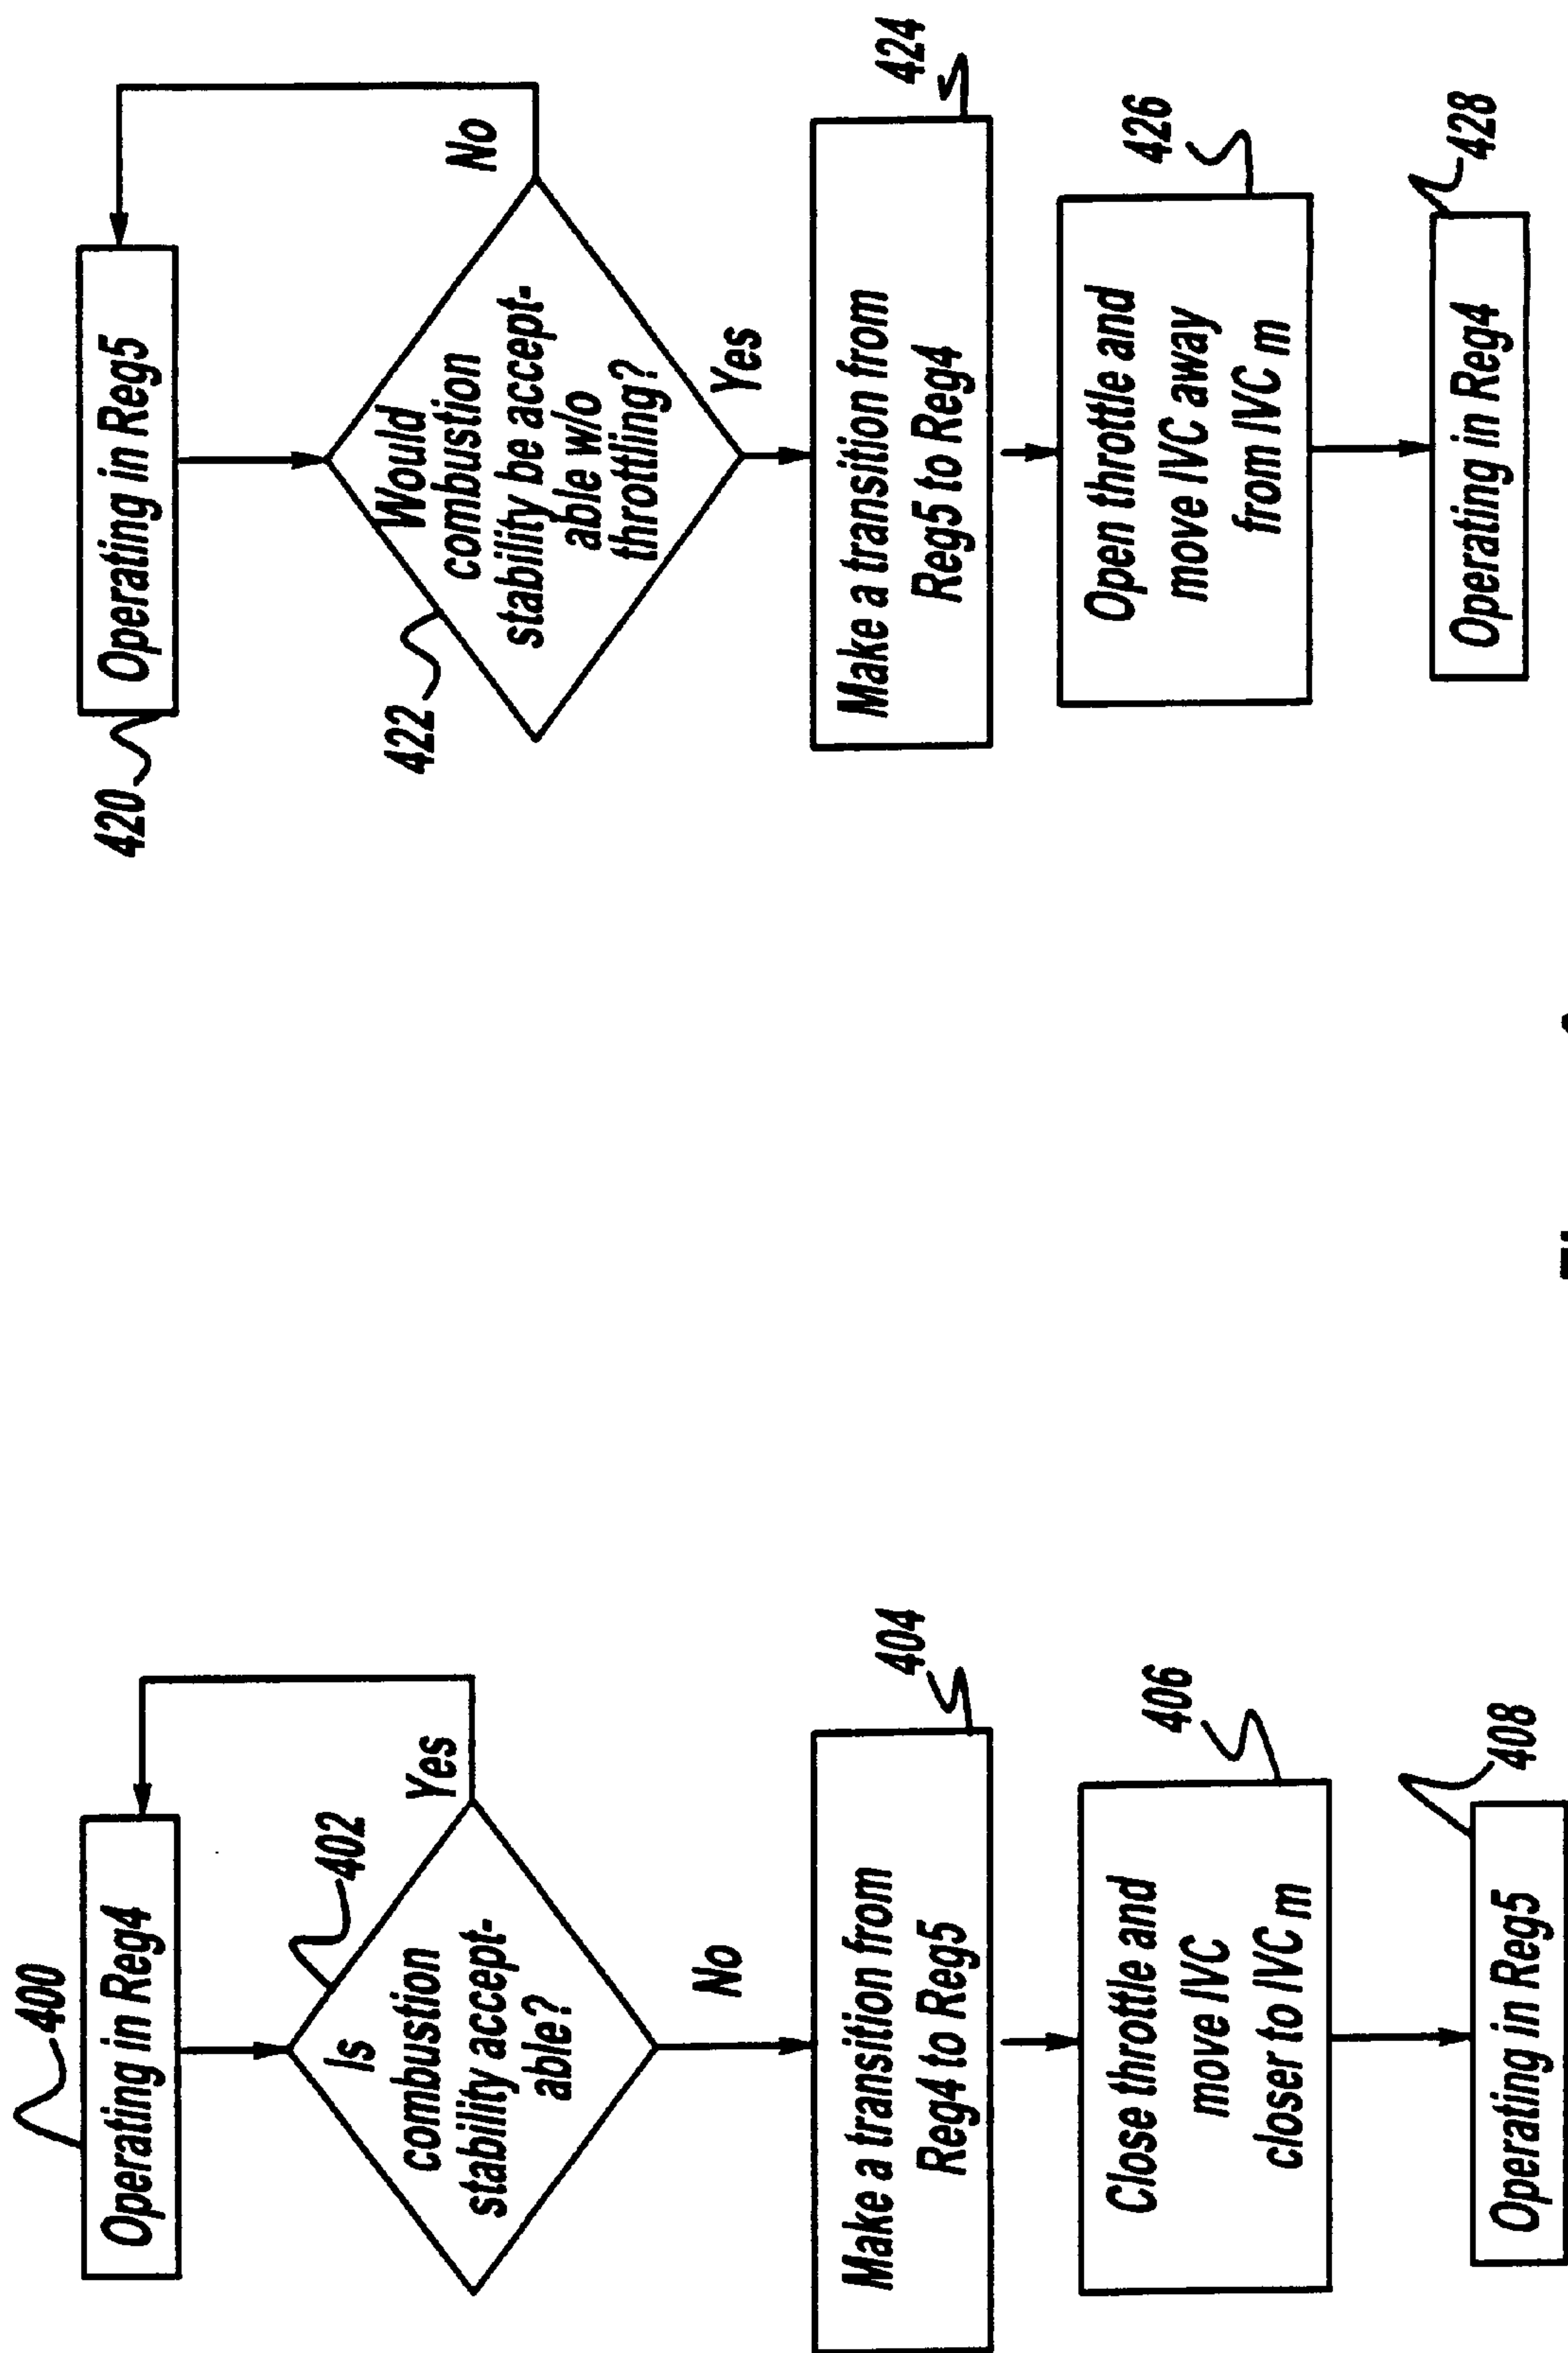 400
Operating in Reg4
402
Is
combustion
stability accept-
able?
Yes
No
404
Make a transition from
Reg4 to Reg5
406
Close throttle and
move IVC
closer to IVC m
408
Operating in Reg5
420
Operating in Reg5
422
Would
combustion
stability be accept-
able w/o
throttling?
No
Yes
424
Make a transition from
Reg5 to Reg4
426
Open throttle and
move IVC away
from IVC m
428
Operating in Reg4